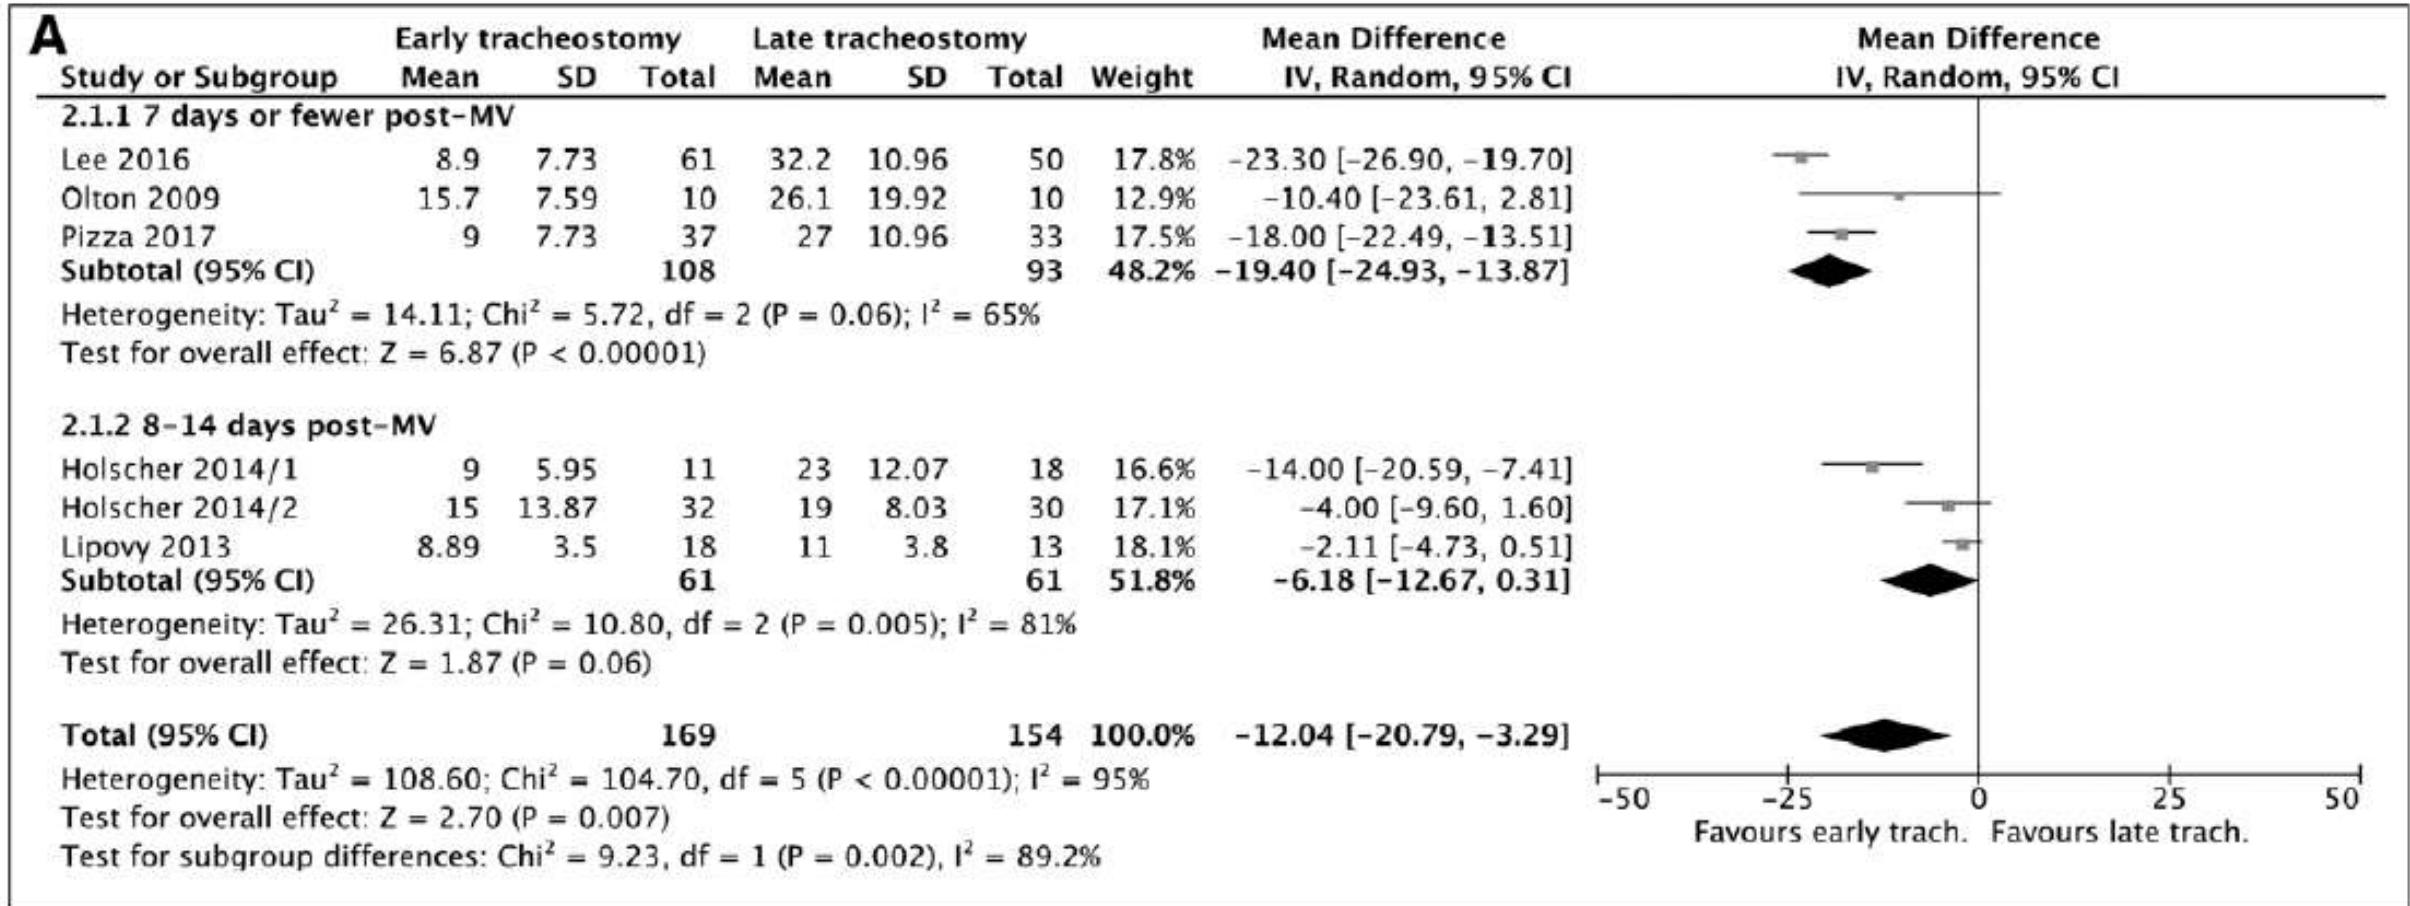 A
Early tracheostomy Late tracheostomy Mean Difference Mean Difference
Study or Subgroup Mean SD Total Mean SD Total Weight IV, Random, 95% CI IV, Random, 95% CI
2.1.1 7 days or fewer post-MV
Lee 2016 8.9 7.73 61 32.2 10.96 50 17.8% -23.30 [-26.90, -19.70]
Olton 2009 15.7 7.59 10 26.1 19.92 10 12.9% -10.40 [-23.61, 2.81]
Pizza 2017 9 7.73 37 27 10.96 33 17.5% -18.00 [-22.49, -13.51]
Subtotal (95% CI) 108 93 48.2% -19.40 [-24.93, -13.87]
Heterogeneity: Tau² = 14.11; Chi² = 5.72, df = 2 (P = 0.06); I² = 65%
Test for overall effect: Z = 6.87 (P < 0.00001)
2.1.2 8-14 days post-MV
Holscher 2014/1 9 5.95 11 23 12.07 18 16.6% -14.00 [-20.59, -7.41]
Holscher 2014/2 15 13.87 32 19 8.03 30 17.1% -4.00 [-9.60, 1.60]
Lipovy 2013 8.89 3.5 18 11 3.8 13 18.1% -2.11 [-4.73, 0.51]
Subtotal (95% CI) 61 61 51.8% -6.18 [-12.67, 0.31]
Heterogeneity: Tau² = 26.31; Chi² = 10.80, df = 2 (P = 0.005); I² = 81%
Test for overall effect: Z = 1.87 (P = 0.06)
Total (95% CI) 169 154 100.0% -12.04 [-20.79, -3.29]
Heterogeneity: Tau² = 108.60; Chi² = 104.70, df = 5 (P < 0.00001); I² = 95%
Test for overall effect: Z = 2.70 (P = 0.007)
Test for subgroup differences: Chi² = 9.23, df = 1 (P = 0.002), I² = 89.2%
-50 -25 0 25 50
Favours early trach. Favours late trach.